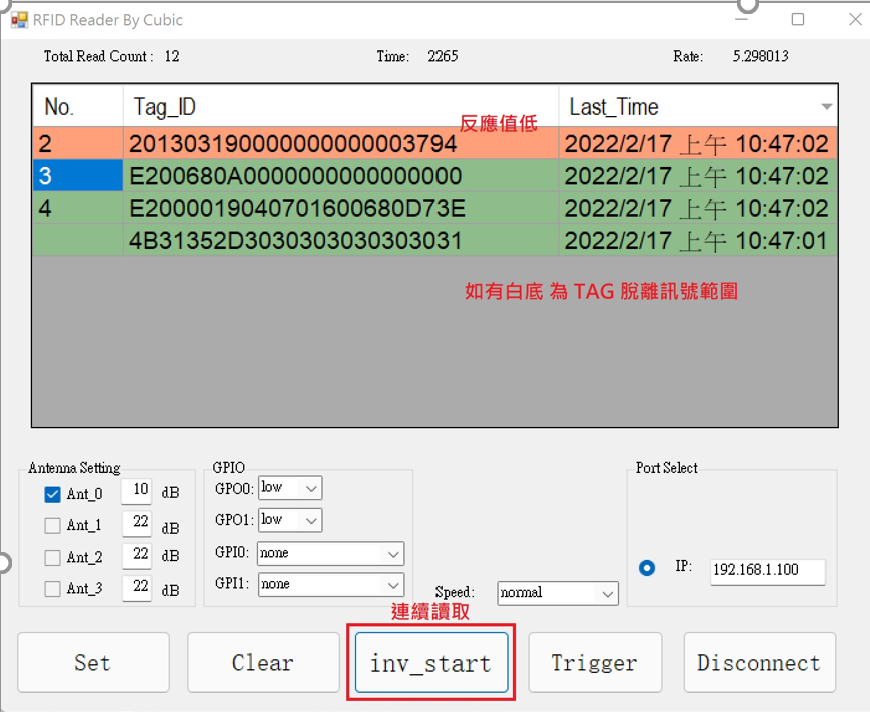 RFID Reader By Cubic
Total Read Count : 12 Time: 2265 Rate: 5.298013
No. Tag_ID Last_Time
反應值低
2 201303190000000000003794 2022/2/17 上午 10:47:02
3 E200680A0000000000000000 2022/2/17 上午 10:47:02
4 E2000019040701600680D73E 2022/2/17 上午 10:47:02
4B31352D3030303030303031 2022/2/17 上午 10:47:01
如有白底 為 TAG 脫離訊號範圍
Antenna Setting GPIO Port Select
Ant_0 10 dB GPO0: low
Ant_1 22 dB GPO1: low
Ant_2 22 dB GPI0: none IP: 192.168.1.100
Ant_3 22 dB GPI1: none Speed: normal
連續讀取
Set Clear inv_start Trigger Disconnect